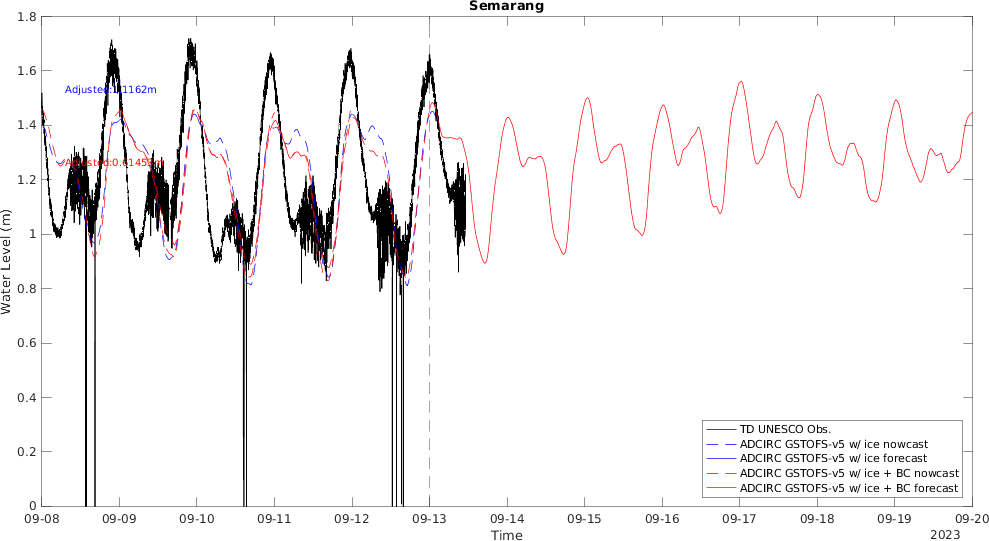 Semarang
1.8
1.6
1.4
1.2
1
0.8
0.6
0.4
0.2
0
Water Level (m)
Adjusted:
1162m
Adjusted:0.6145
TD UNESCO Obs.
ADCIRC GSTOFS-v5 w/ ice nowcast
ADCIRC GSTOFS-v5 w/ ice forecast
ADCIRC GSTOFS-v5 w/ ice + BC nowcast
ADCIRC GSTOFS-v5 w/ ice + BC forecast
09-08 09-09 09-10 09-11 09-12 09-13 09-14 09-15 09-16 09-17 09-18 09-19 09-20
Time
2023